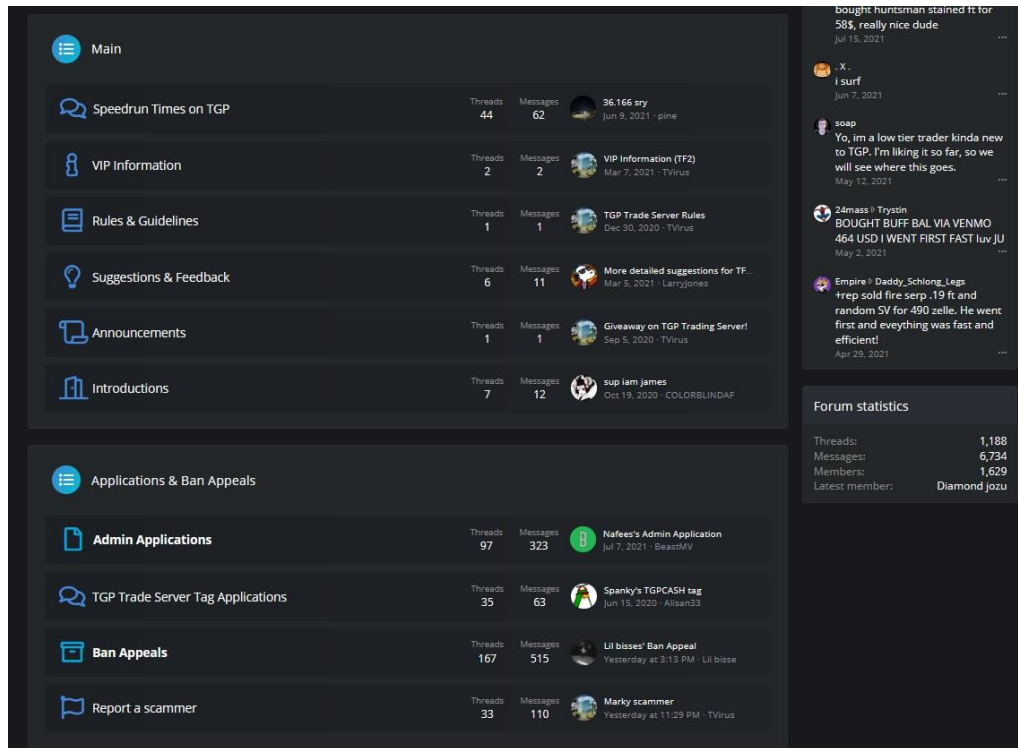 Main
Speedrun Times on TGP
Threads
44
Messages
62
36.166 sry
Jun 9, 2021 · pine
VIP Information
Threads
2
Messages
2
VIP Information (TF2)
Mar 7, 2021 · TVirus
Rules & Guidelines
Threads
1
Messages
1
TGP Trade Server Rules
Dec 30, 2020 · TVirus
Suggestions & Feedback
Threads
6
Messages
11
More detailed suggestions for TF...
Mar 5, 2021 · LarryJones
Announcements
Threads
1
Messages
1
Giveaway on TGP Trading Server!
Sep 5, 2020 · TVirus
Introductions
Threads
7
Messages
12
sup iam james
Oct 19, 2020 · COLORBLINDAF
Applications & Ban Appeals
Admin Applications
Threads
97
Messages
323
Nafees's Admin Application
Jul 7, 2021 · BeastMV
TGP Trade Server Tag Applications
Threads
35
Messages
63
Spanky's TGPCASH tag
Jun 15, 2020 · Alisan33
Ban Appeals
Threads
167
Messages
515
Lil bisses' Ban Appeal
Yesterday at 3:13 PM · Lil bisse
Report a scammer
Threads
33
Messages
110
Marky scammer
Yesterday at 11:29 PM · TVirus
bought huntsman stained ft for
58$, really nice dude
Jul 15, 2021
. X .
i surf
Jun 7, 2021
soap
Yo, im a low tier trader kinda new
to TGP. I'm liking it so far, so we
will see where this goes.
May 12, 2021
24mass Trystin
BOUGHT BUFF BAL VIA VENMO
464 USD I WENT FIRST FAST luv JU
May 2, 2021
Empire Daddy_Schlong_Legs
+rep sold fire serp .19 ft and
random SV for 490 zelle. He went
first and eveything was fast and
efficient!
Apr 29, 2021
Forum statistics
Threads: 1,188
Messages: 6,734
Members: 1,629
Latest member: Diamond jozu